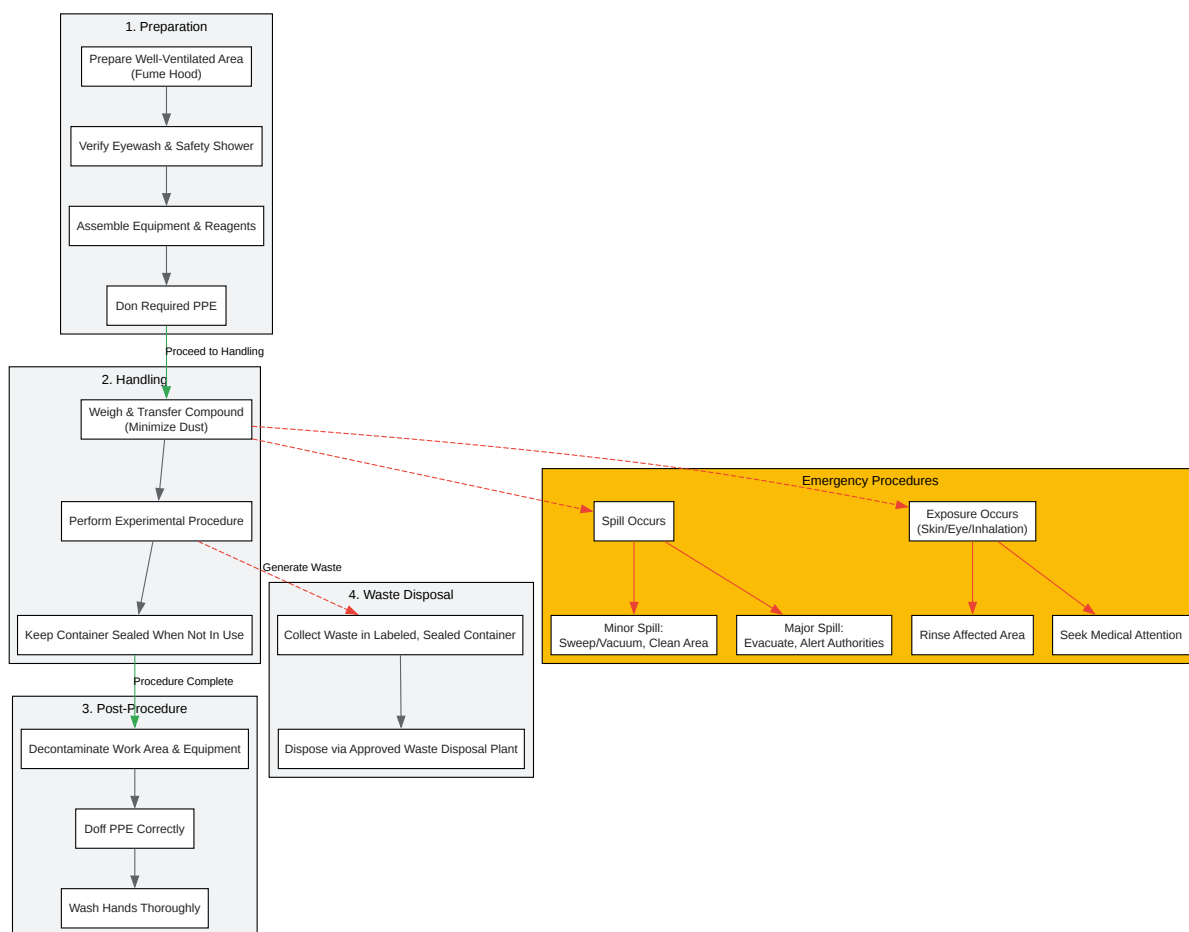 1. Preparation
Prepare Well-Ventilated Area
(Fume Hood)
Verify Eyewash & Safety Shower
Assemble Equipment & Reagents
Don Required PPE
Proceed to Handling
2. Handling
Weigh & Transfer Compound
(Minimize Dust)
Perform Experimental Procedure
Keep Container Sealed When Not In Use
Procedure Complete
3. Post-Procedure
Decontaminate Work Area & Equipment
Doff PPE Correctly
Wash Hands Thoroughly
Generate Waste
4. Waste Disposal
Collect Waste in Labeled, Sealed Container
Dispose via Approved Waste Disposal Plant
Emergency Procedures
Spill Occurs
Minor Spill:
Sweep/Vacuum, Clean Area
Major Spill:
Evacuate, Alert Authorities
Exposure Occurs
(Skin/Eye/Inhalation)
Rinse Affected Area
Seek Medical Attention